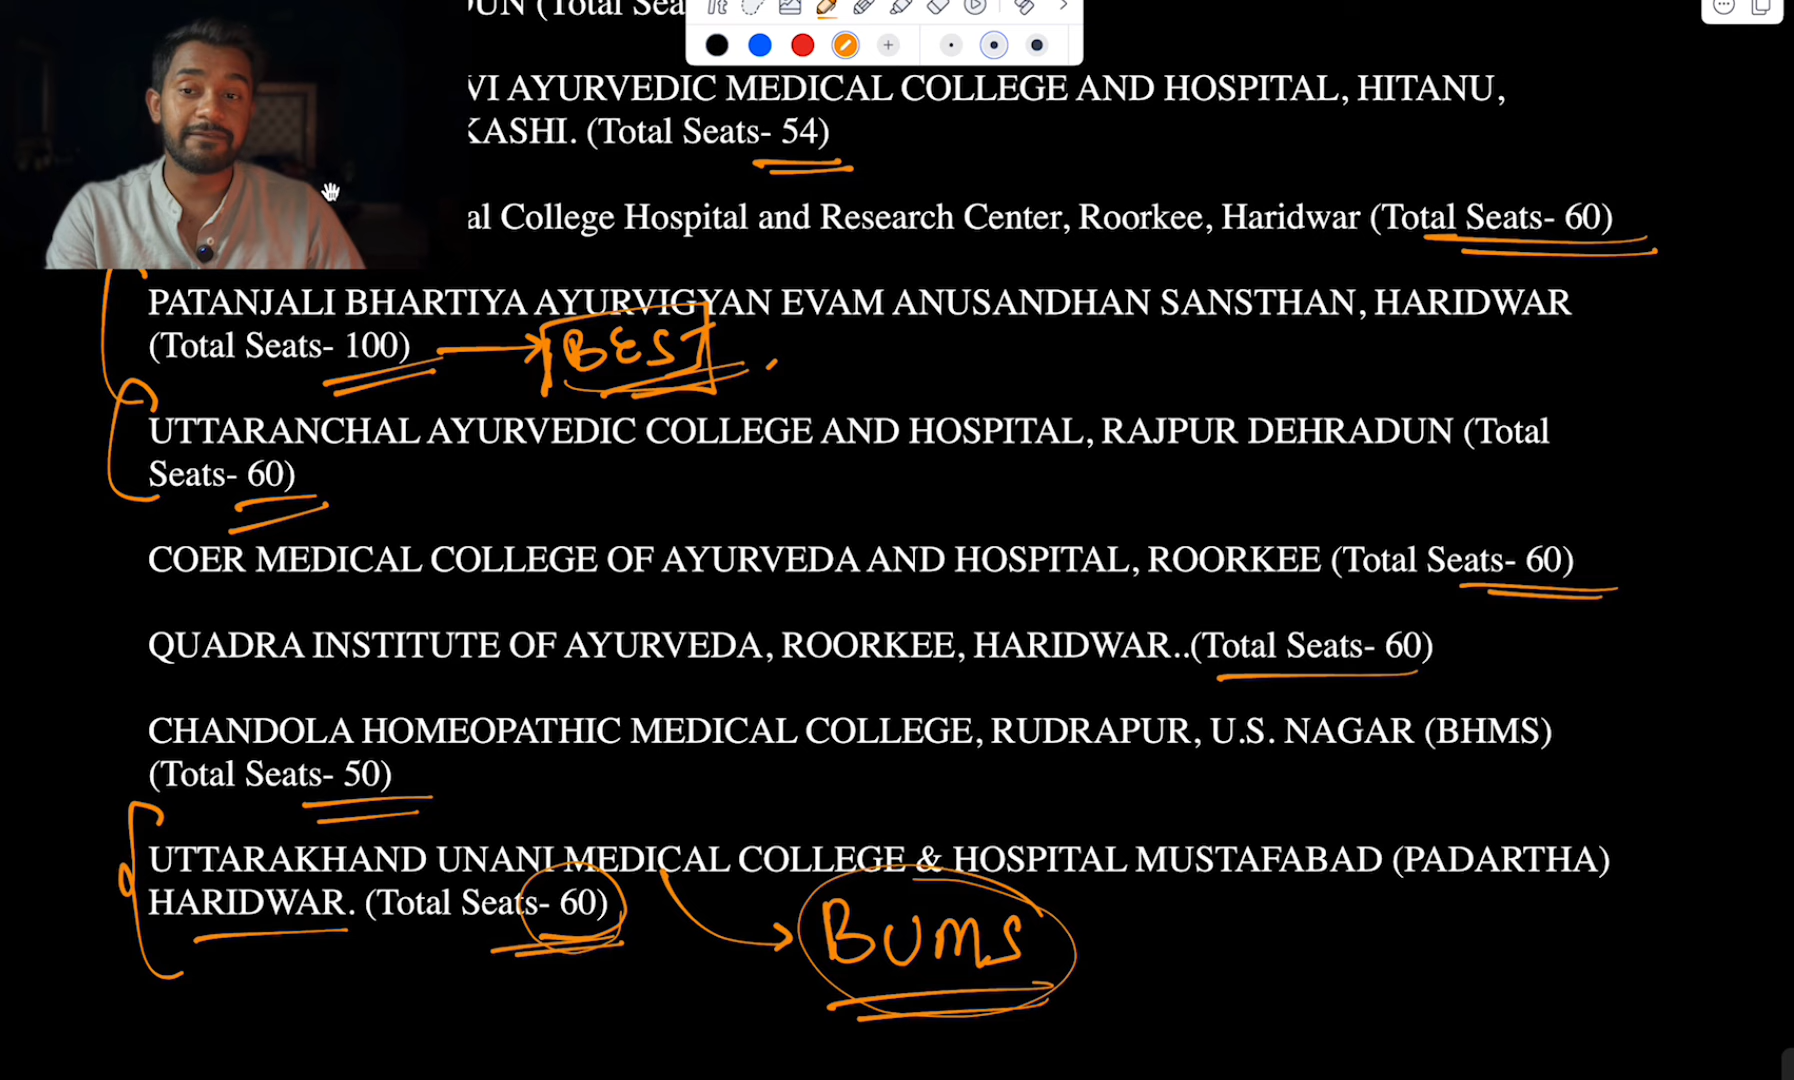 (Total Sea
AYURVEDIC MEDICAL COLLEGE AND HOSPITAL, HITANU,
(Total Seats- 54)
College Hospital and Research Center, Roorkee, Haridwar (Total Seats- 60)
PATANJALI BHARTIYA AYURVIGYAN EVAM ANUSANDHAN SANSTHAN, HARIDWAR
(Total Seats- 100) BEST
UTTARANCHAL AYURVEDIC COLLEGE AND HOSPITAL, RAJPUR DEHRADUN (Total
Seats- 60)
COER MEDICAL COLLEGE OF AYURVEDA AND HOSPITAL, ROORKEE (Total Seats- 60)
QUADRA INSTITUTE OF AYURVEDA, ROORKEE, HARIDWAR..(Total Seats- 60)
CHANDOLA HOMEOPATHIC MEDICAL COLLEGE, RUDRAPUR, U.S. NAGAR (BHMS)
(Total Seats- 50)
UTTARAKHAND UNANI MEDICAL COLLEGE & HOSPITAL MUSTAFABAD (PADARTHA)
HARIDWAR. (Total Seats- 60)
BUMS